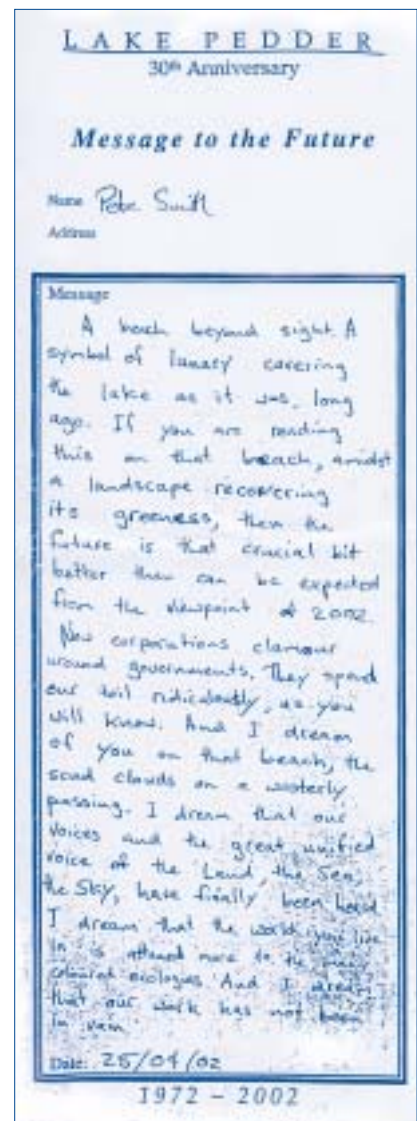 LAKE PEDDER
30th Anniversary
Message to the Future
Name Pete Smith
Address
Message
A beach beyond sight. A
symbol of lunacy covering
the lake as it was, long
ago. If you are reading
this on that beach, amidst
a landscape recovering
its greeness, then the
future is that crucial bit
better than can be expected
from the viewpoint of 2002.
Now corporations clamour
around governments. They spend
our toil ridiculously, as you
will know. And I dream
of you on that beach, the
scud clouds on a westerly
passing. I dream that our
voices and the great unified
voice of the Land, the Sea,
the Sky, have finally been heard
I dream that the world you live
in is attuned more to the
coloured ecologies And I dream
that our work has not been
in vain
Date: 25/04/02
1972 – 2002